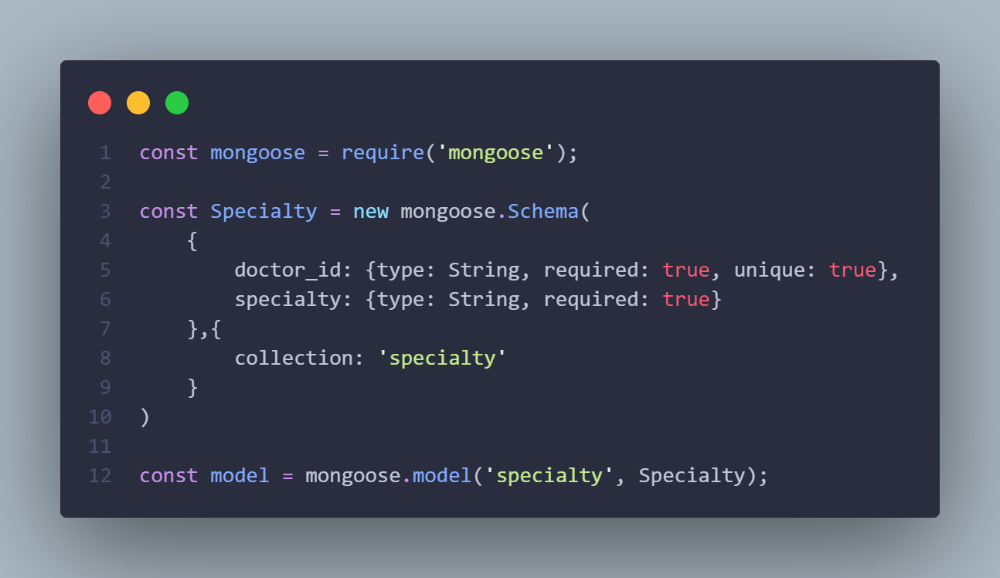 1 const mongoose = require('mongoose');
2
3 const Specialty = new mongoose.Schema(
4     {
5         doctor_id: {type: String, required: true, unique: true},
6         specialty: {type: String, required: true}
7     },{
8         collection: 'specialty'
9     }
10 )
11
12 const model = mongoose.model('specialty', Specialty);